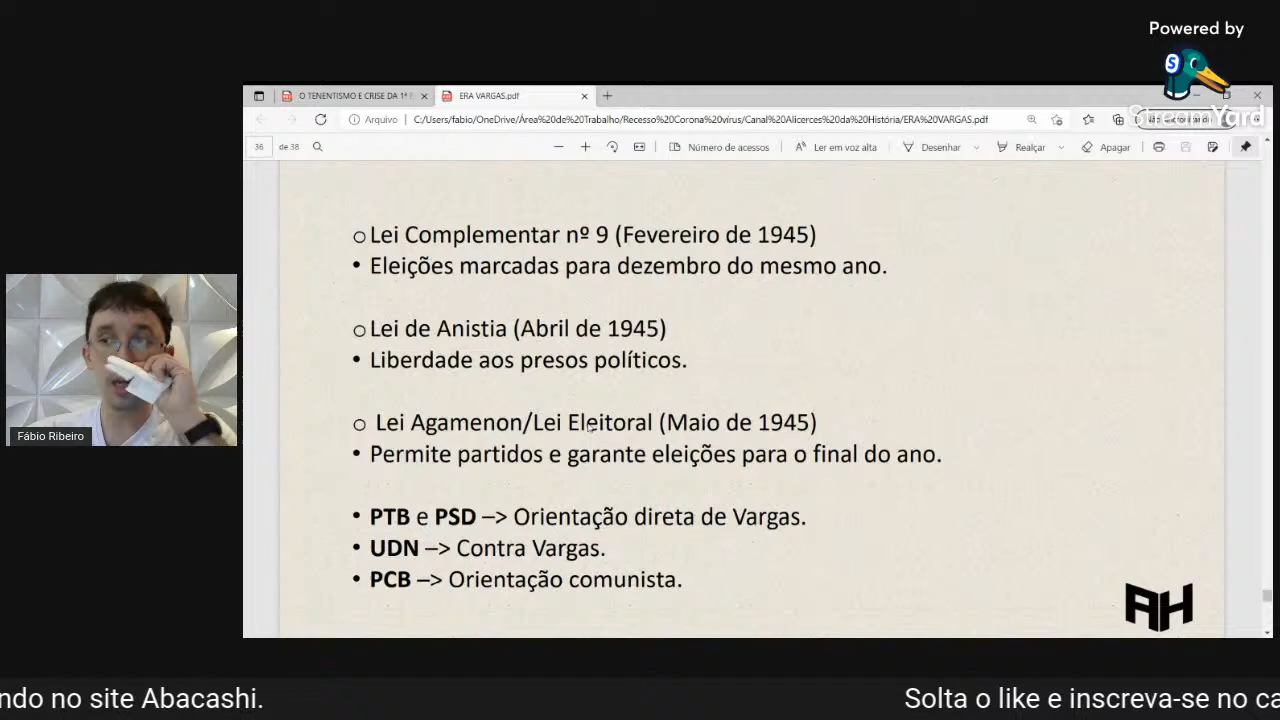 Powered by
StreamYard
O TENENTISMO E CRISE DA 1ª
ERA VARGAS.pdf
Arquivo
C:/Users/fabio/OneDrive/Área%20de%20Trabalho/Recesso%20Corona%20vírus/Canal%20Alicerces%20da%20História/ERA%20VARGAS.pdf
36 de 38
Número de acessos
Ler em voz alta
Desenhar
Realçar
Apagar
Lei Complementar nº 9 (Fevereiro de 1945)
• Eleições marcadas para dezembro do mesmo ano.
Lei de Anistia (Abril de 1945)
• Liberdade aos presos políticos.
Lei Agamenon/Lei Eleitoral (Maio de 1945)
• Permite partidos e garante eleições para o final do ano.
• PTB e PSD –> Orientação direta de Vargas.
• UDN –> Contra Vargas.
• PCB –> Orientação comunista.
AH
Fábio Ribeiro
ndo no site Abacashi.
Solta o like e inscreva-se no ca